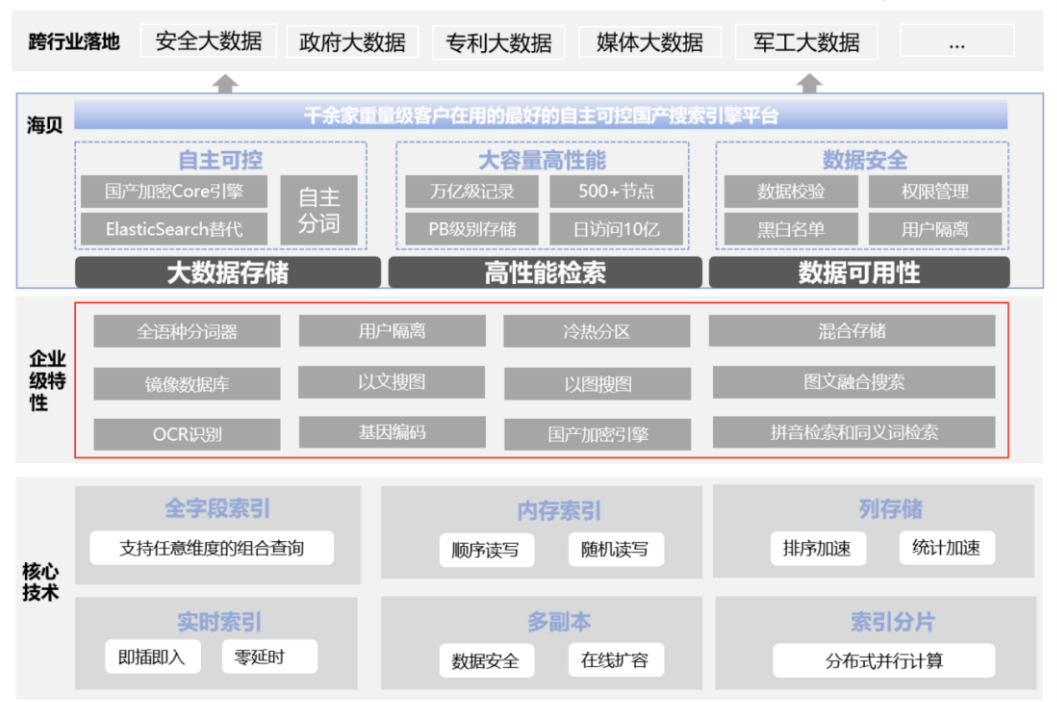 跨行业落地
安全大数据
政府大数据
专利大数据
媒体大数据
军工大数据
...
海贝
千余家重量级客户在用的最好的自主可控国产搜索引擎平台
自主可控
国产加密Core引擎
ElasticSearch替代
自主
分词
大容量高性能
万亿级记录
500+节点
PB级别存储
日访问10亿
数据安全
数据校验
权限管理
黑白名单
用户隔离
大数据存储
高性能检索
数据可用性
企业
级特
性
全语种分词器
用户隔离
冷热分区
混合存储
镜像数据库
以文搜图
以图搜图
图文融合搜索
OCR识别
基因编码
国产加密引擎
拼音检索和同义词检索
核心
技术
全字段索引
支持任意维度的组合查询
内存索引
顺序读写
随机读写
列存储
排序加速
统计加速
实时索引
即插即入
零延时
多副本
数据安全
在线扩容
索引分片
分布式并行计算